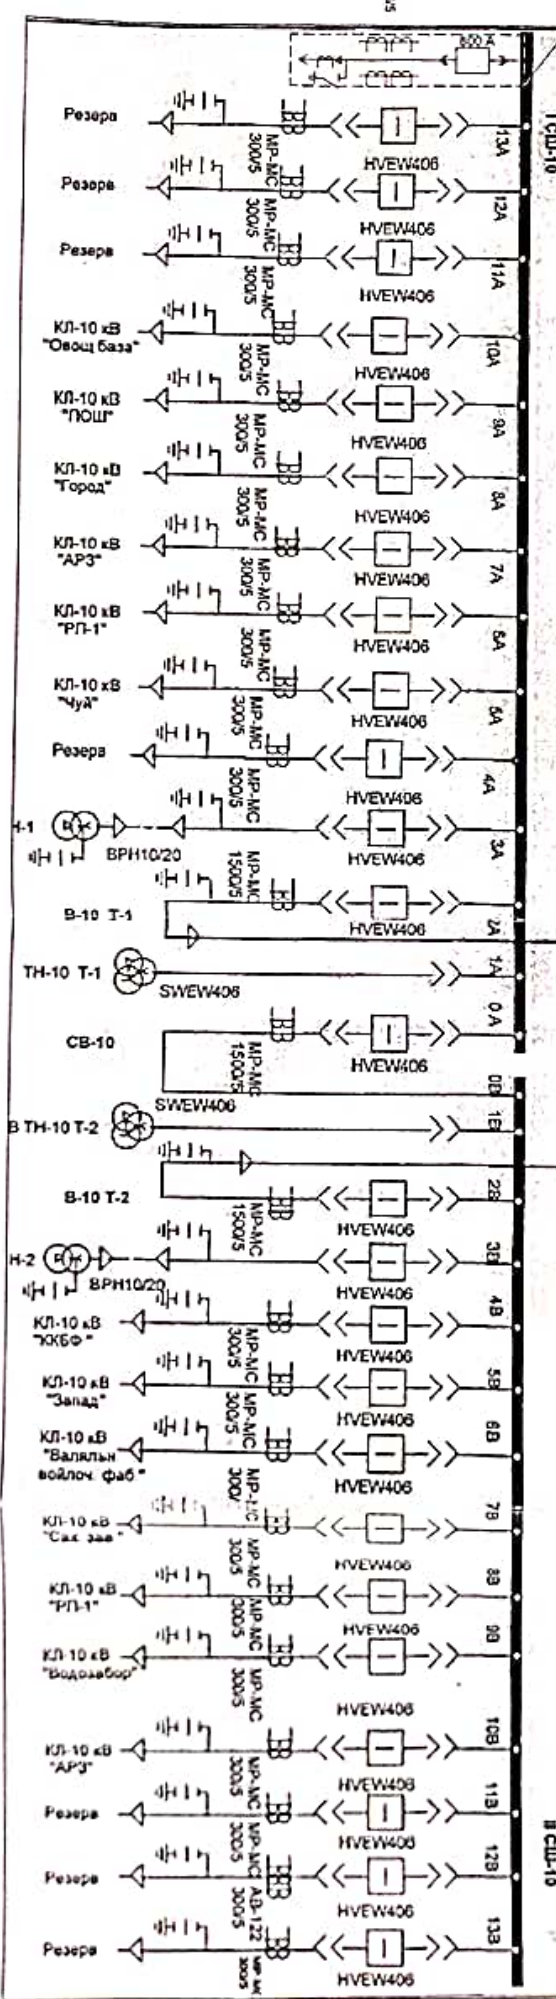 800 А
I СШ-10
Резерв
МР-МС
300/5
HVEW406
13А
Резерв
МР-МС
300/5
HVEW406
12А
Резерв
МР-МС
300/5
HVEW406
11А
КЛ-10 кВ
"Овощ база"
МР-МС
300/5
HVEW406
10А
КЛ-10 кВ
"ПОШ"
МР-МС
300/5
HVEW406
9А
КЛ-10 кВ
"Город"
МР-МС
300/5
HVEW406
8А
КЛ-10 кВ
"АРЗ"
МР-МС
300/5
HVEW406
7А
КЛ-10 кВ
"РП-1"
МР-МС
300/5
HVEW406
6А
КЛ-10 кВ
"Чуй"
МР-МС
300/5
HVEW406
5А
Резерв
МР-МС
300/5
HVEW406
4А
Н-1
ВРН10/20
HVEW406
3А
В-10 Т-1
МР-МС
1500/5
HVEW406
2А
ТН-10 Т-1
SWEW406
1А
СВ-10
МР-МС
1500/5
HVEW406
0А
0В
В ТН-10 Т-2
SWEW406
1В
В-10 Т-2
МР-МС
1500/5
HVEW406
2В
Н-2
ВРН10/20
HVEW406
3В
КЛ-10 кВ
"ККБФ"
МР-МС
300/5
HVEW406
4В
КЛ-10 кВ
"Запад"
МР-МС
300/5
HVEW406
5В
КЛ-10 кВ
"Валяльн
войлоч. фаб"
МР-МС
300/
HVEW406
6В
КЛ-10 кВ
"Сах зав"
МР-МС
300/5
HVEW406
7В
КЛ-10 кВ
"РП-1"
МР-МС
300/5
HVEW406
8В
КЛ-10 кВ
"Водозабор"
МР-МС
300/5
HVEW406
9В
КЛ-10 кВ
"АРЗ"
МР-МС
300/5
HVEW406
10В
Резерв
МР-МС
300/5
HVEW406
11В
Резерв
АВ-122
300/5
HVEW406
12В
Резерв
МР-МС
300/5
HVEW406
13В
II СШ-10